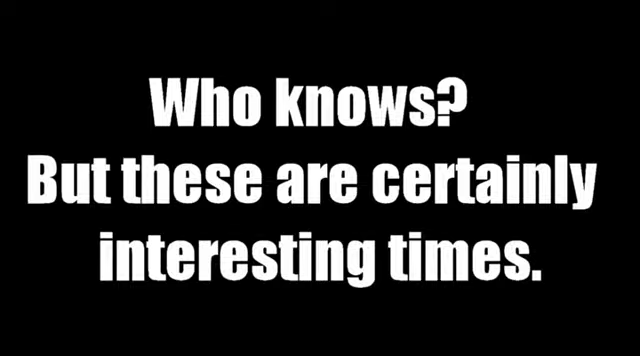 Who knows?
But these are certainly
interesting times.